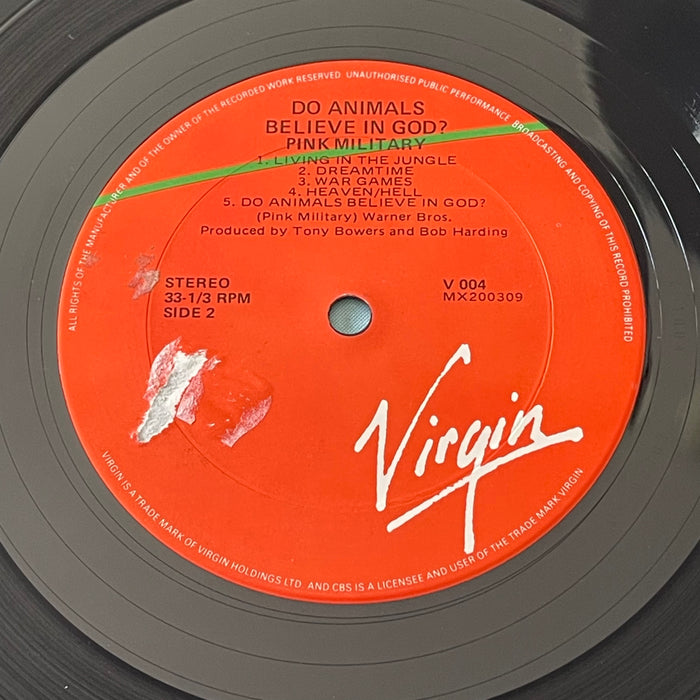 ALL RIGHTS OF THE MANUFACTURER AND OF THE OWNER OF THE RECORDED WORK RESERVED. UNAUTHORISED PUBLIC PERFORMANCE, BROADCASTING AND COPYING OF THIS RECORD PROHIBITED
DO ANIMALS
BELIEVE IN GOD?
PINK MILITARY
1. LIVING IN THE JUNGLE
2. DREAMTIME
3. WAR GAMES
4. HEAVEN/HELL
5. DO ANIMALS BELIEVE IN GOD?
(Pink Military) Warner Bros.
Produced by Tony Bowers and Bob Harding
STEREO
33-1/3 RPM
SIDE 2
V 004
MX200309
Virgin
VIRGIN IS A TRADE MARK OF VIRGIN HOLDINGS LTD. AND CBS IS A LICENSEE AND USER OF THE TRADE MARK VIRGIN